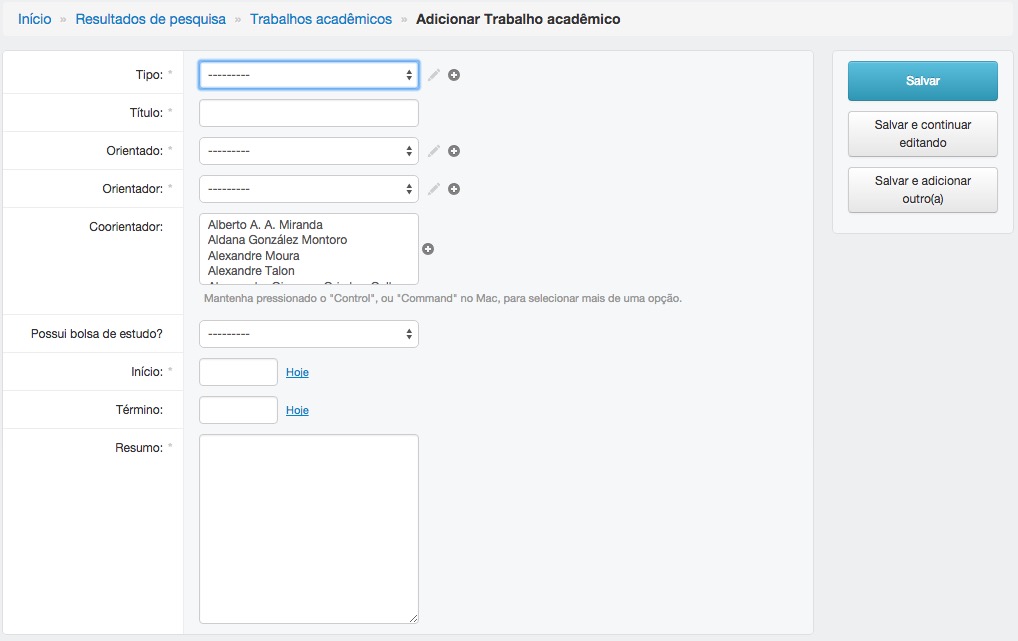 Início » Resultados de pesquisa » Trabalhos acadêmicos » Adicionar Trabalho acadêmico
Tipo: *
---------
Título: *
Orientado: *
---------
Orientador: *
---------
Coorientador:
Alberto A. A. Miranda
Aldana González Montoro
Alexandre Moura
Alexandre Talon
Mantenha pressionado o "Control", ou "Command" no Mac, para selecionar mais de uma opção.
Possui bolsa de estudo?
---------
Início: *
Hoje
Término:
Hoje
Resumo: *
Salvar
Salvar e continuar
editando
Salvar e adicionar
outro(a)